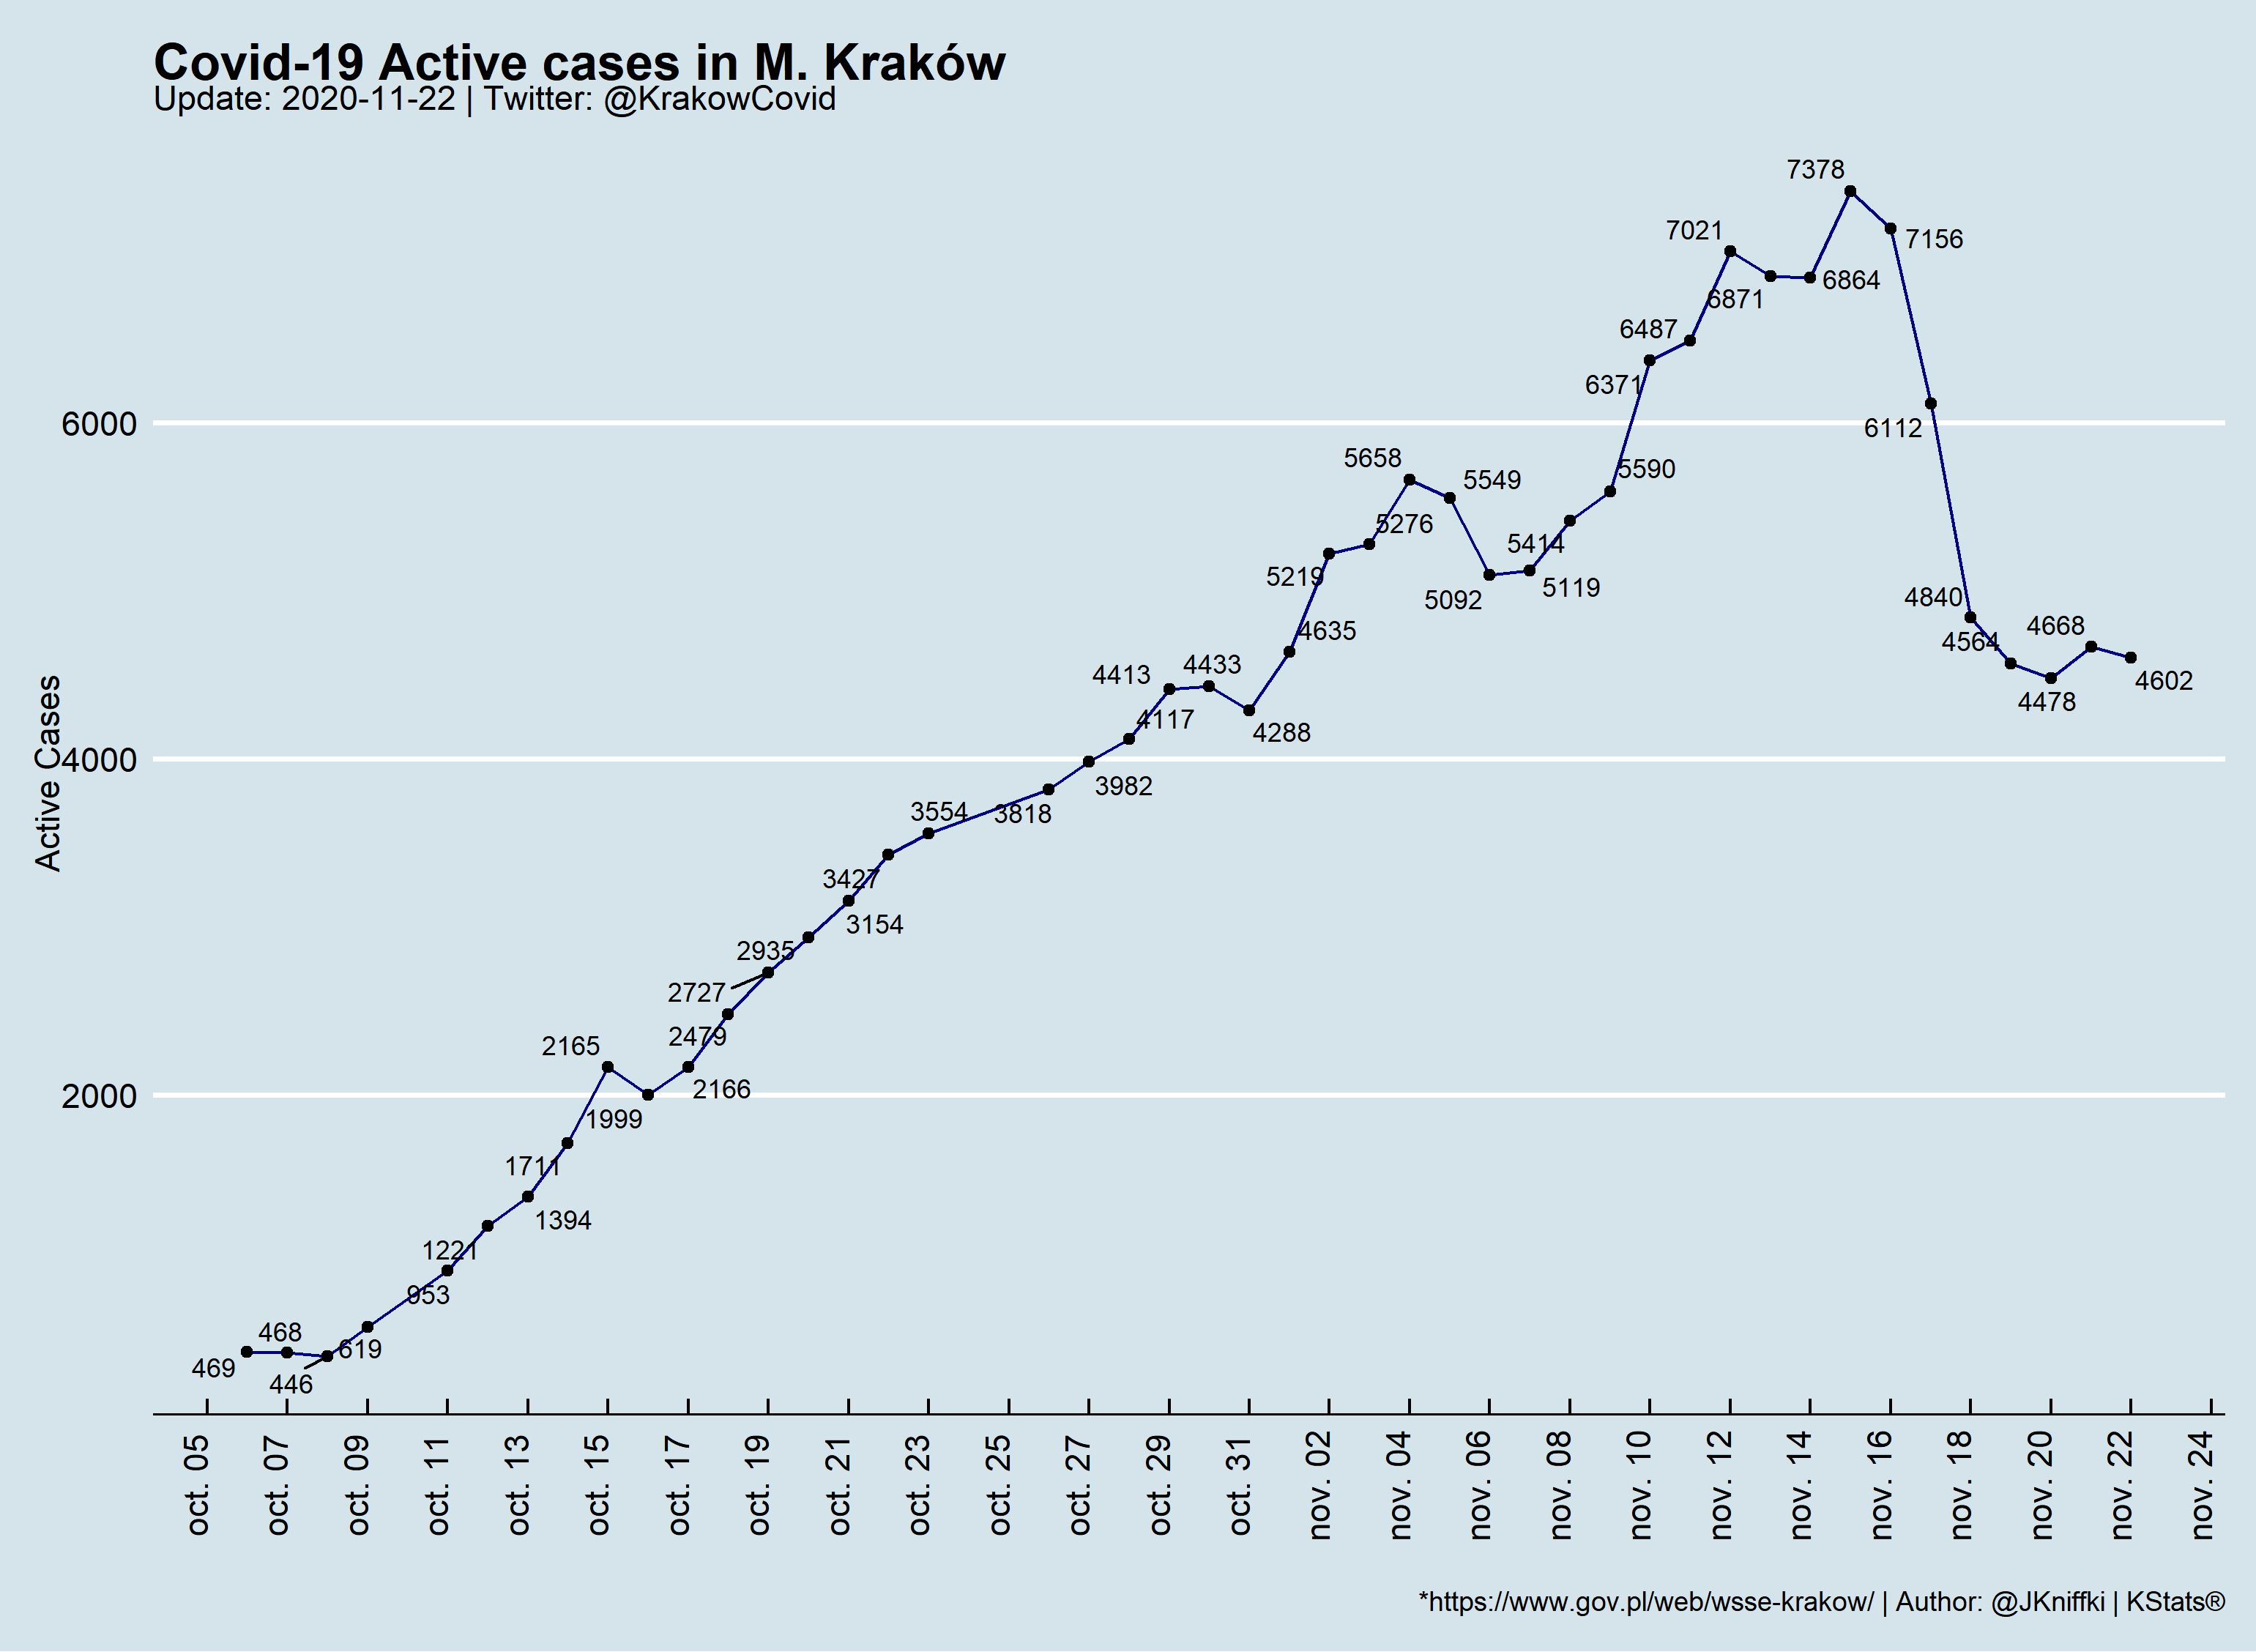 Covid-19 Active cases in M. Kraków
Update: 2020-11-22 | Twitter: @KrakowCovid
7378
7021
7156
6871
6864
6487
6371
6000
6112
5658
5549
5590
5276
5414
5219
5092
5119
4840
4635
4668
4564
4413
4433
4602
4117
4288
4478
Active Cases
4000
3982
3554
3818
3427
3154
2935
2727
2479
2165
2166
2000
1999
1711
1394
1221
953
468
619
469
446
oct. 05
oct. 07
oct. 09
oct. 11
oct. 13
oct. 15
oct. 17
oct. 19
oct. 21
oct. 23
oct. 25
oct. 27
oct. 29
oct. 31
nov. 02
nov. 04
nov. 06
nov. 08
nov. 10
nov. 12
nov. 14
nov. 16
nov. 18
nov. 20
nov. 22
nov. 24
*https://www.gov.pl/web/wsse-krakow/ | Author: @JKniffki | KStats®